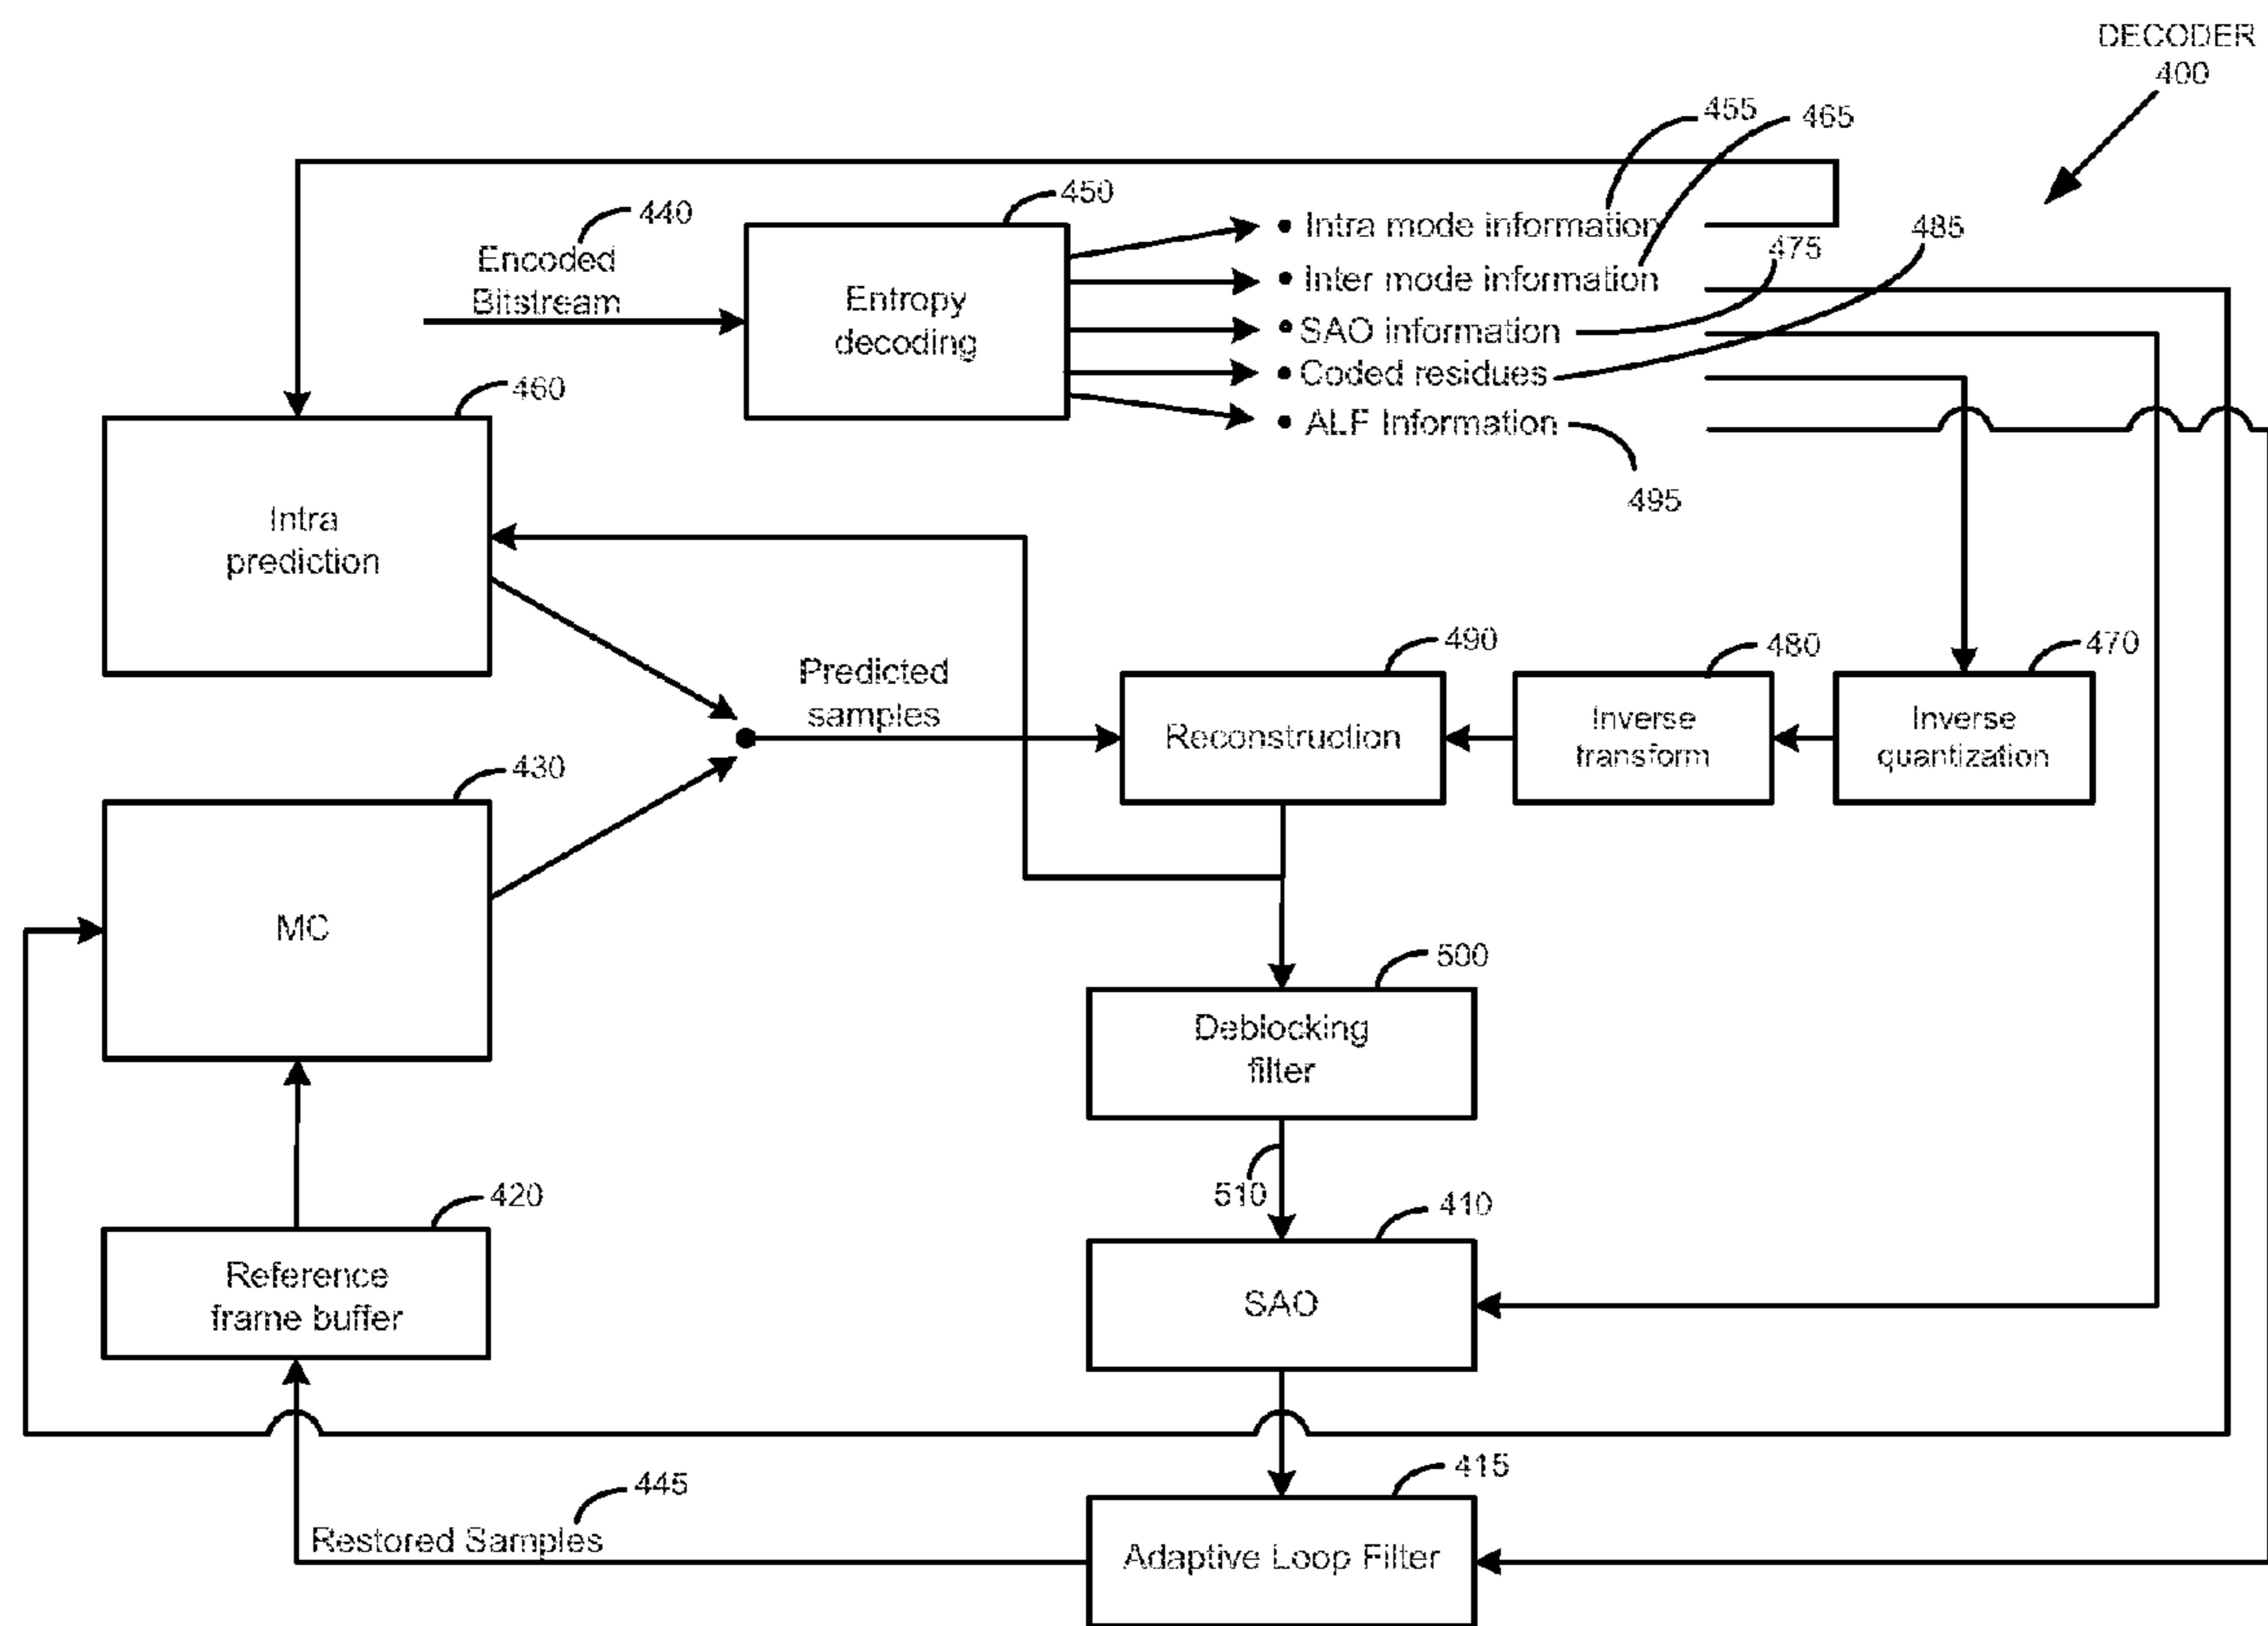 DECODER
400
455
465
450
440
Encoded
Bitstream
Entropy
decoding
• Intra mode information
• Inter mode information
• SAO information
• Coded residues
• ALF Information
475
485
495
460
Intra
prediction
Predicted
samples
490
Reconstruction
480
Inverse
transform
470
Inverse
quantization
430
MC
500
Deblocking
filter
510
420
Reference
frame buffer
410
SAO
445
Restored Samples
415
Adaptive Loop Filter